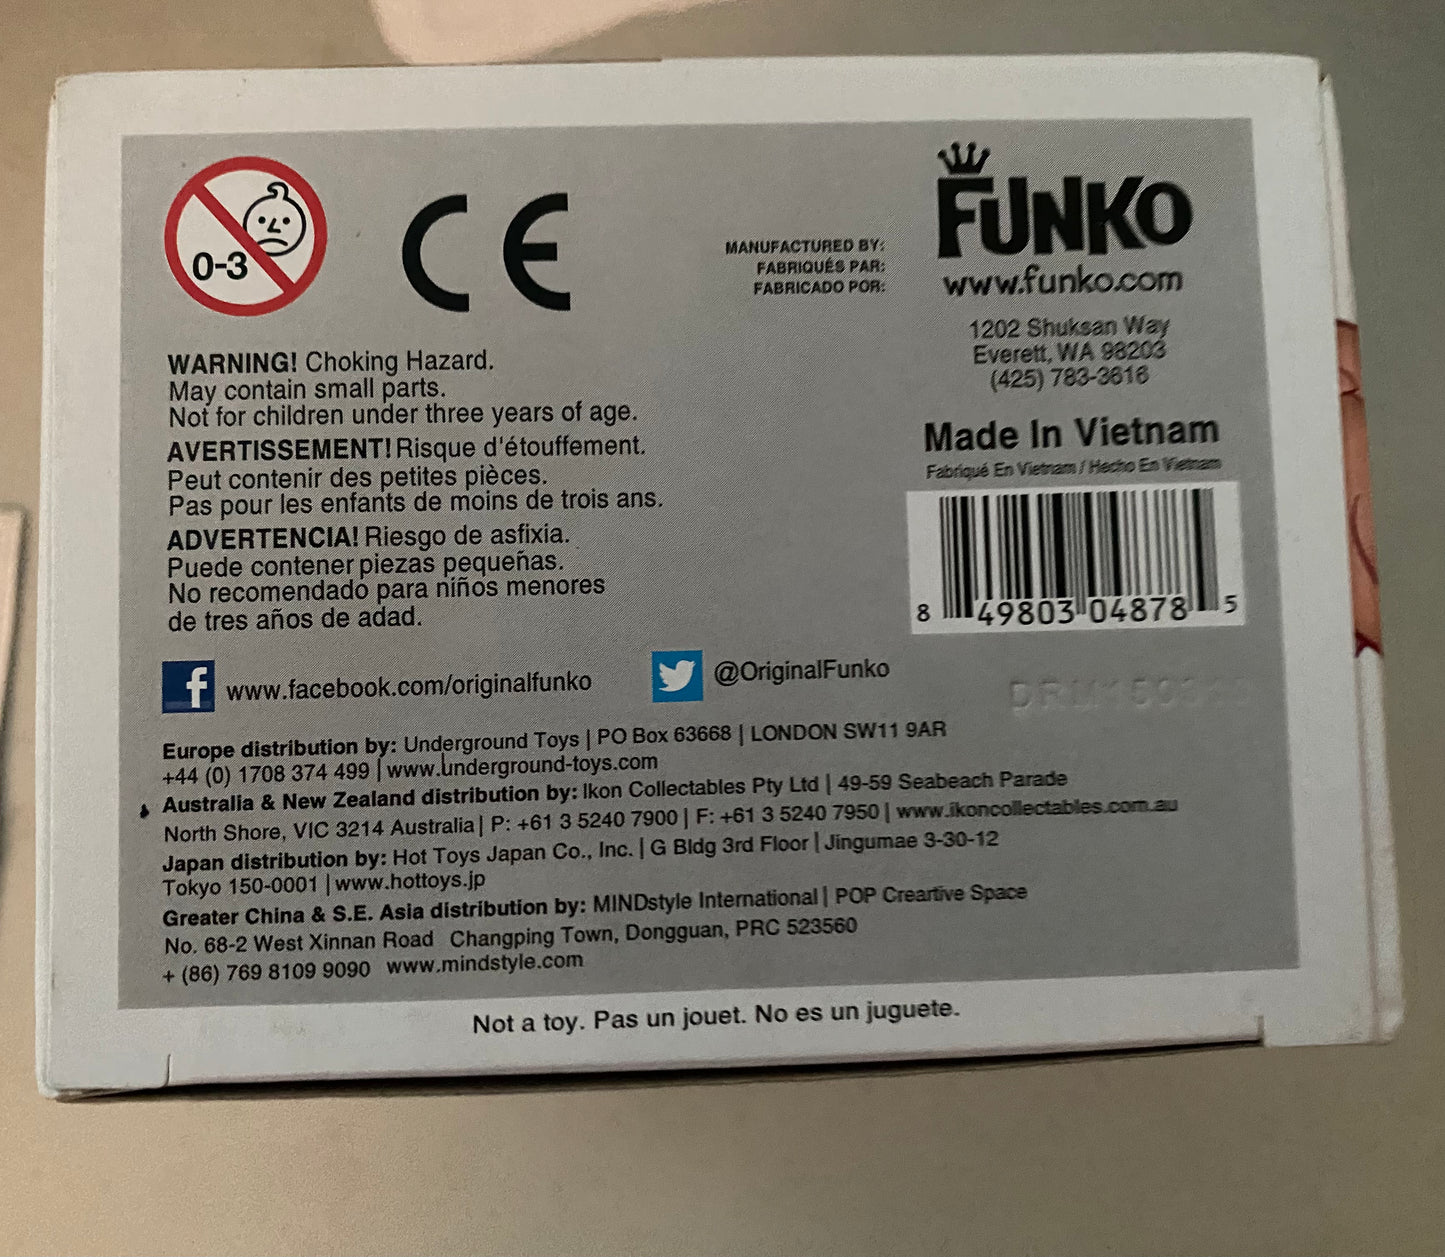 0-3
CE
MANUFACTURED BY:
FABRIQUÉS PAR:
FABRICADO POR:
FUNKO
www.funko.com
1202 Shuksan Way
Everett, WA 98203
(425) 783-3616
Made In Vietnam
Fabriqué En Vietnam / Hecho En Vietnam
8 49803 04878 5
WARNING! Choking Hazard.
May contain small parts.
Not for children under three years of age.
AVERTISSEMENT! Risque d'étouffement.
Peut contenir des petites pièces.
Pas pour les enfants de moins de trois ans.
ADVERTENCIA! Riesgo de asfixia.
Puede contener piezas pequeñas.
No recomendado para niños menores
de tres años de adad.
f www.facebook.com/originalfunko
@OriginalFunko
Europe distribution by: Underground Toys | PO Box 63668 | LONDON SW11 9AR
+44 (0) 1708 374 499 | www.underground-toys.com
Australia & New Zealand distribution by: Ikon Collectables Pty Ltd | 49-59 Seabeach Parade
North Shore, VIC 3214 Australia | P: +61 3 5240 7900 | F: +61 3 5240 7950 | www.ikoncollectables.com.au
Japan distribution by: Hot Toys Japan Co., Inc. | G Bldg 3rd Floor | Jingumae 3-30-12
Tokyo 150-0001 | www.hottoys.jp
Greater China & S.E. Asia distribution by: MINDstyle International | POP Creartive Space
No. 68-2 West Xinnan Road Changping Town, Dongguan, PRC 523560
+ (86) 769 8109 9090 www.mindstyle.com
Not a toy. Pas un jouet. No es un juguete.